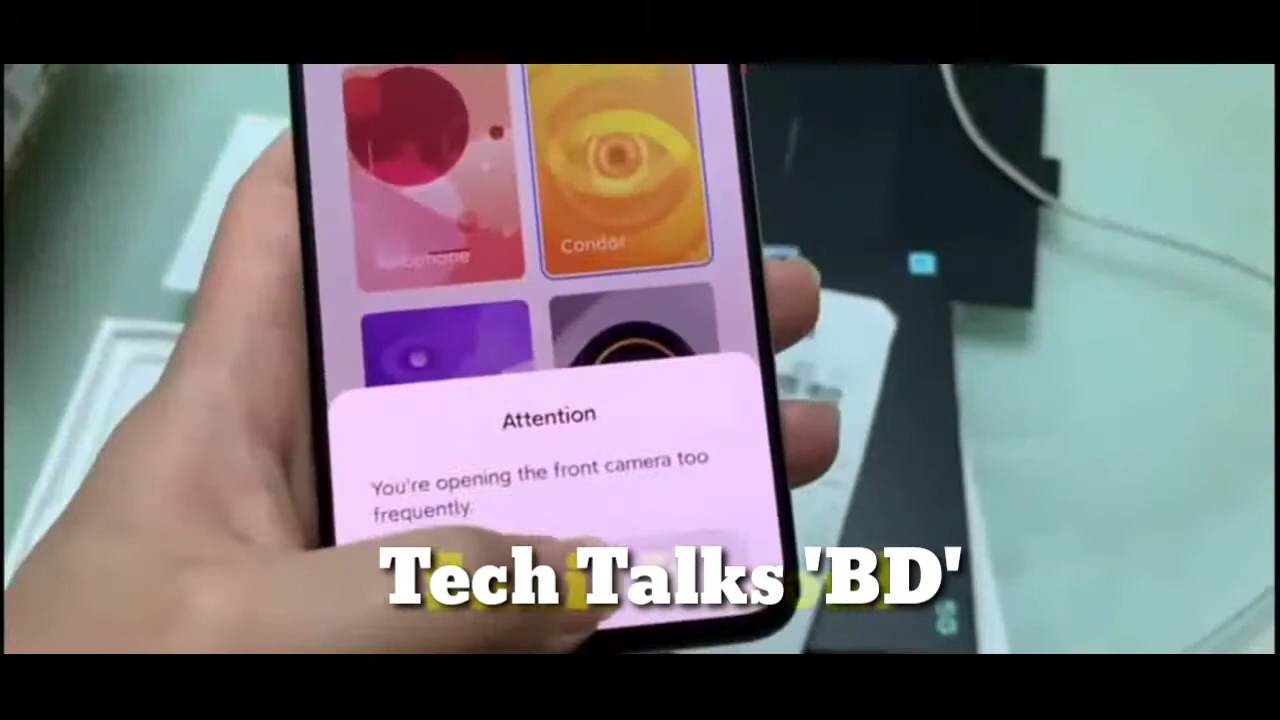 Condor
Attention
You're opening the front camera too
frequently.
Tech Talks 'BD'